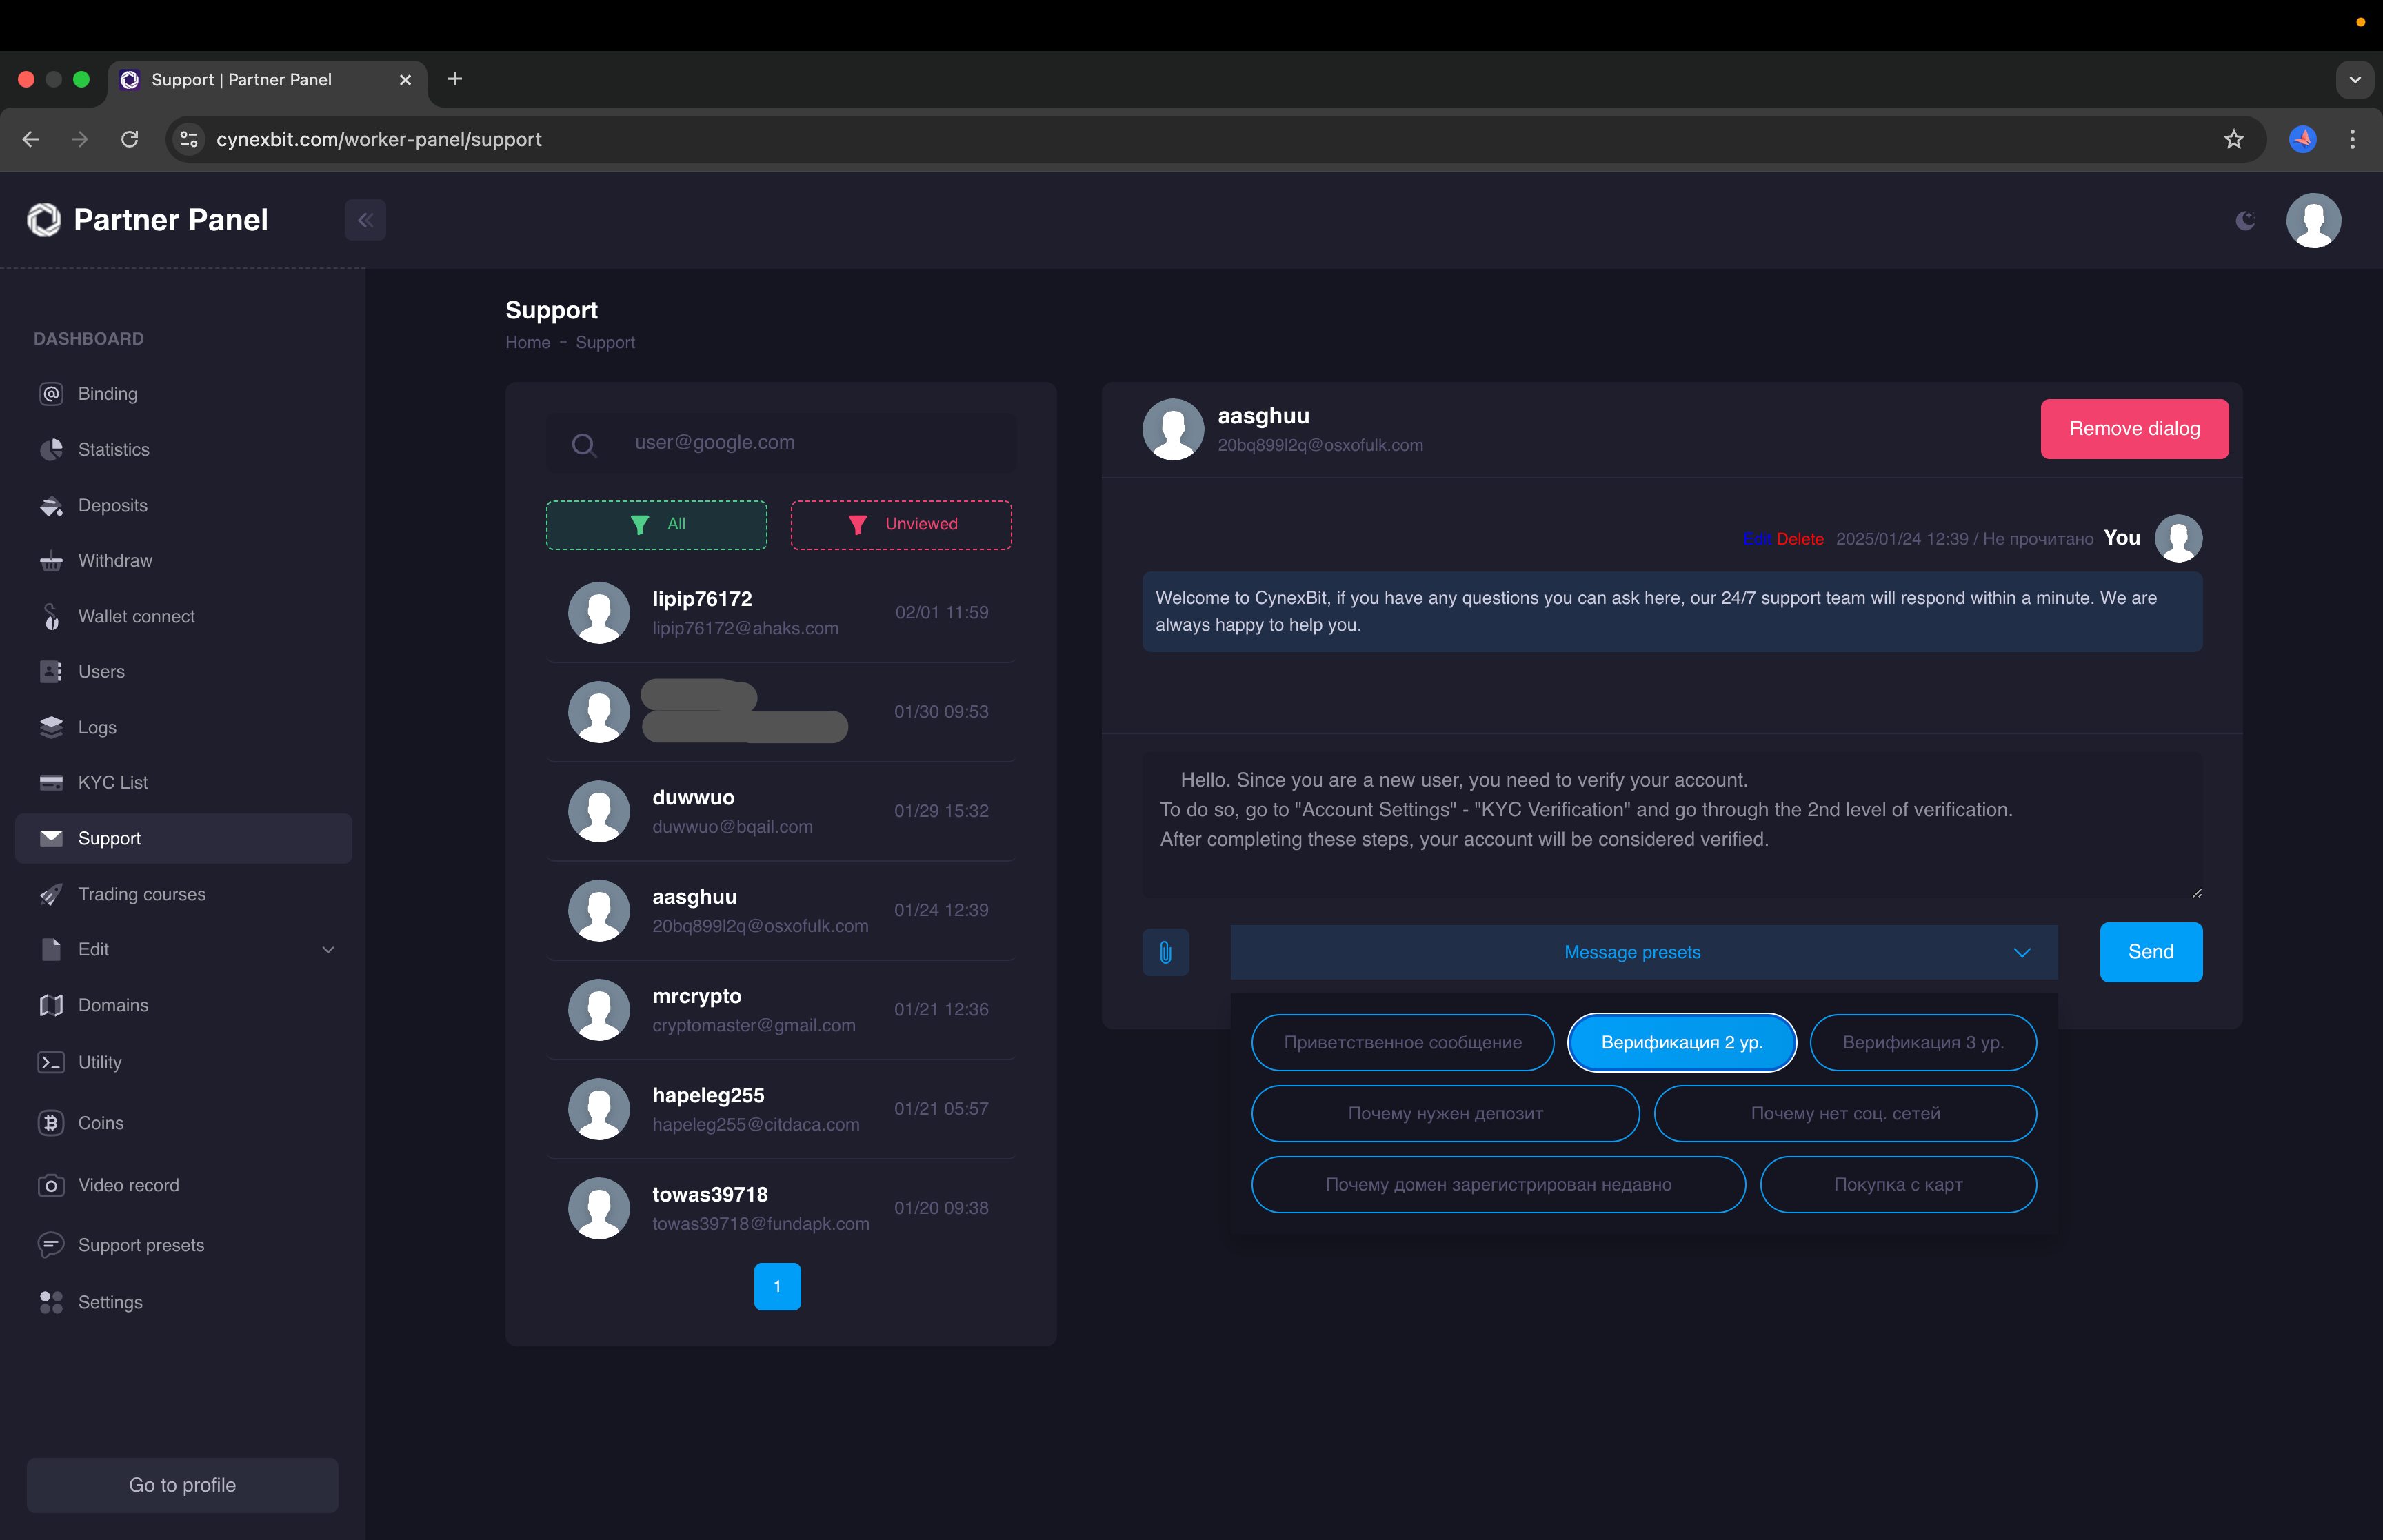 Support | Partner Panel
cynexbit.com/worker-panel/support
Partner Panel
DASHBOARD
Binding
Statistics
Deposits
Withdraw
Wallet connect
Users
Logs
KYC List
Support
Trading courses
Edit
Domains
Utility
Coins
Video record
Support presets
Settings
Go to profile
Support
Home - Support
user@google.com
All
Unviewed
lipip76172
lipip76172@ahaks.com
02/01 11:59
01/30 09:53
duwwuo
duwwuo@bqail.com
01/29 15:32
aasghuu
20bq899l2q@osxofulk.com
01/24 12:39
mrcrypto
cryptomaster@gmail.com
01/21 12:36
hapeleg255
hapeleg255@citdaca.com
01/21 05:57
towas39718
towas39718@fundapk.com
01/20 09:38
1
aasghuu
20bq899l2q@osxofulk.com
Remove dialog
Edit Delete 2025/01/24 12:39 / Не прочитано You
Welcome to CynexBit, if you have any questions you can ask here, our 24/7 support team will respond within a minute. We are
always happy to help you.
Hello. Since you are a new user, you need to verify your account.
To do so, go to "Account Settings" - "KYC Verification" and go through the 2nd level of verification.
After completing these steps, your account will be considered verified.
Message presets
Send
Приветственное сообщение
Верификация 2 ур.
Верификация 3 ур.
Почему нужен депозит
Почему нет соц. сетей
Почему домен зарегистрирован недавно
Покупка с карт